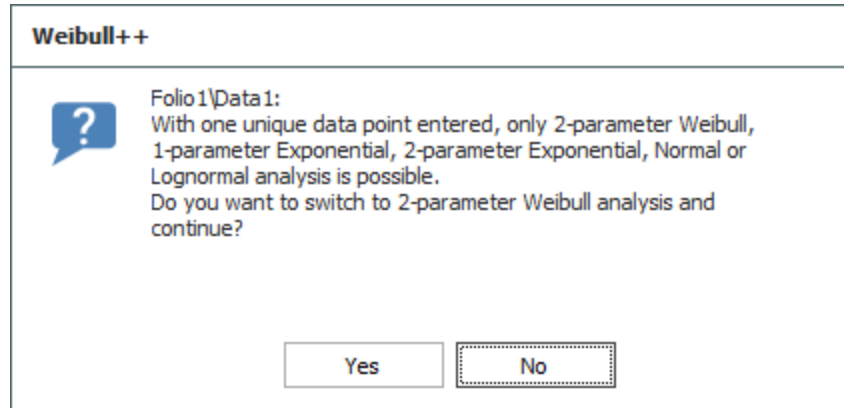 Weibull++
Folio1\Data1:
With one unique data point entered, only 2-parameter Weibull,
1-parameter Exponential, 2-parameter Exponential, Normal or
Lognormal analysis is possible.
Do you want to switch to 2-parameter Weibull analysis and
continue?
Yes No